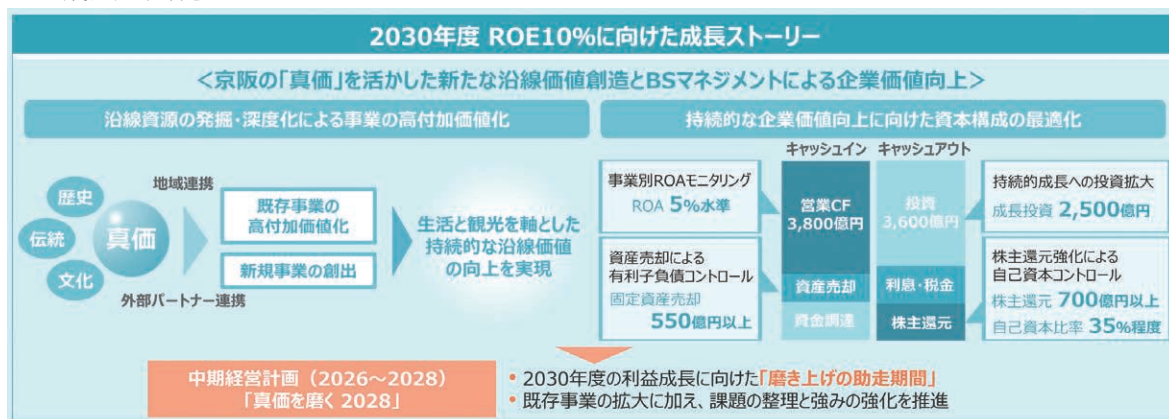 2030年度 ROE10%に向けた成長ストーリー
<京阪の「真価」を活かした新たな沿線価値創造とBSマネジメントによる企業価値向上>
沿線資源の発掘・深度化による事業の高付加価値化
歴史
伝統
文化
真価
地域連携
外部パートナー連携
既存事業の
高付加価値化
新規事業の創出
生活と観光を軸とした
持続的な沿線価値
の向上を実現
持続的な企業価値向上に向けた資本構成の最適化
事業別ROAモニタリング
ROA 5%水準
資産売却による
有利子負債コントロール
固定資産売却
550億円以上
キャッシュイン
営業CF
3,800億円
資産売却
資金調達
キャッシュアウト
投資
3,600億円
利息・税金
株主還元
持続的成長への投資拡大
成長投資 2,500億円
株主還元強化による
自己資本コントロール
株主還元 700億円以上
自己資本比率 35%程度
中期経営計画(2026~2028)
「真価を磨く 2028」
• 2030年度の利益成長に向けた「磨き上げの助走期間」
• 既存事業の拡大に加え、課題の整理と強みの強化を推進